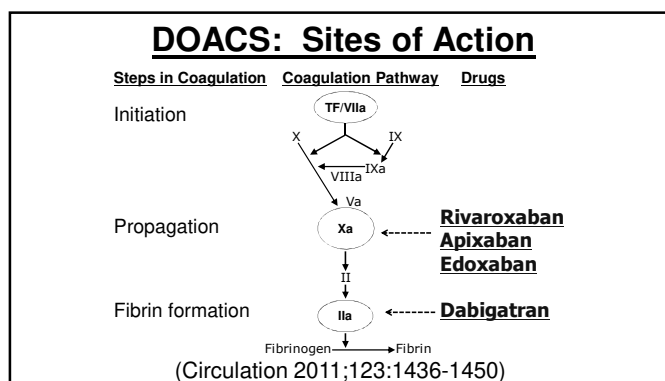 DOACS: Sites of Action
Steps in Coagulation Coagulation Pathway Drugs
Initiation
TF/VIIa
X IX
IXa
VIIIa
Va
Propagation
Xa
Rivaroxaban
Apixaban
Edoxaban
II
Fibrin formation
IIa
Dabigatran
Fibrinogen Fibrin
(Circulation 2011;123:1436-1450)